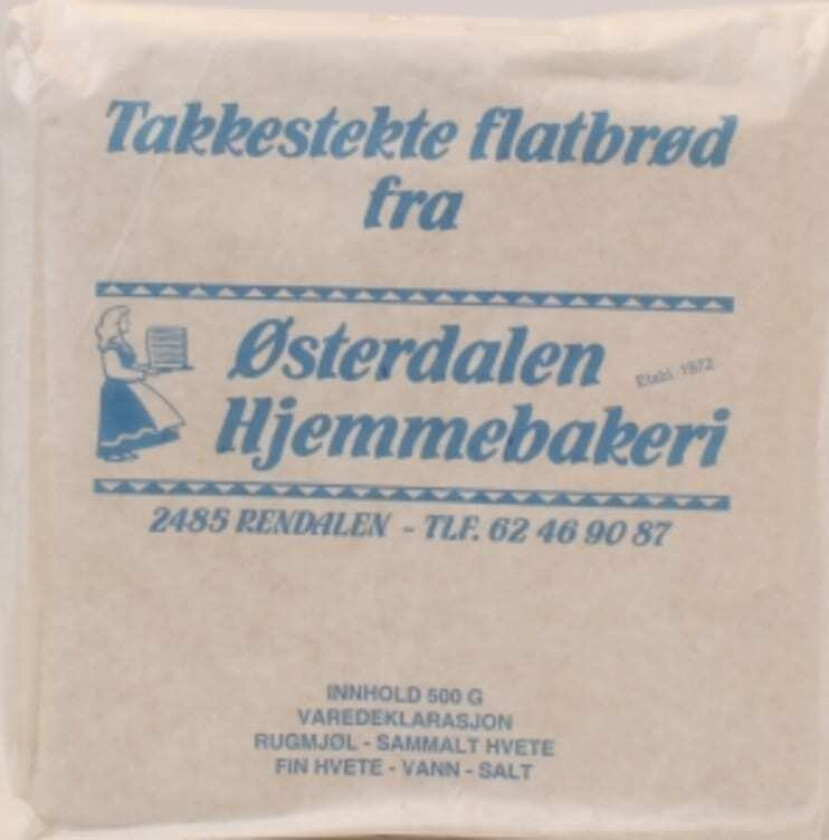 Takkestekte flatbrød
fra
Østerdalen
Etabl. 1972
Hjemmebakeri
2485 RENDALEN - TLF. 62 46 90 87
INNHOLD 500 G
VAREDEKLARASJON
RUGMJØL - SAMMALT HVETE
FIN HVETE - VANN - SALT